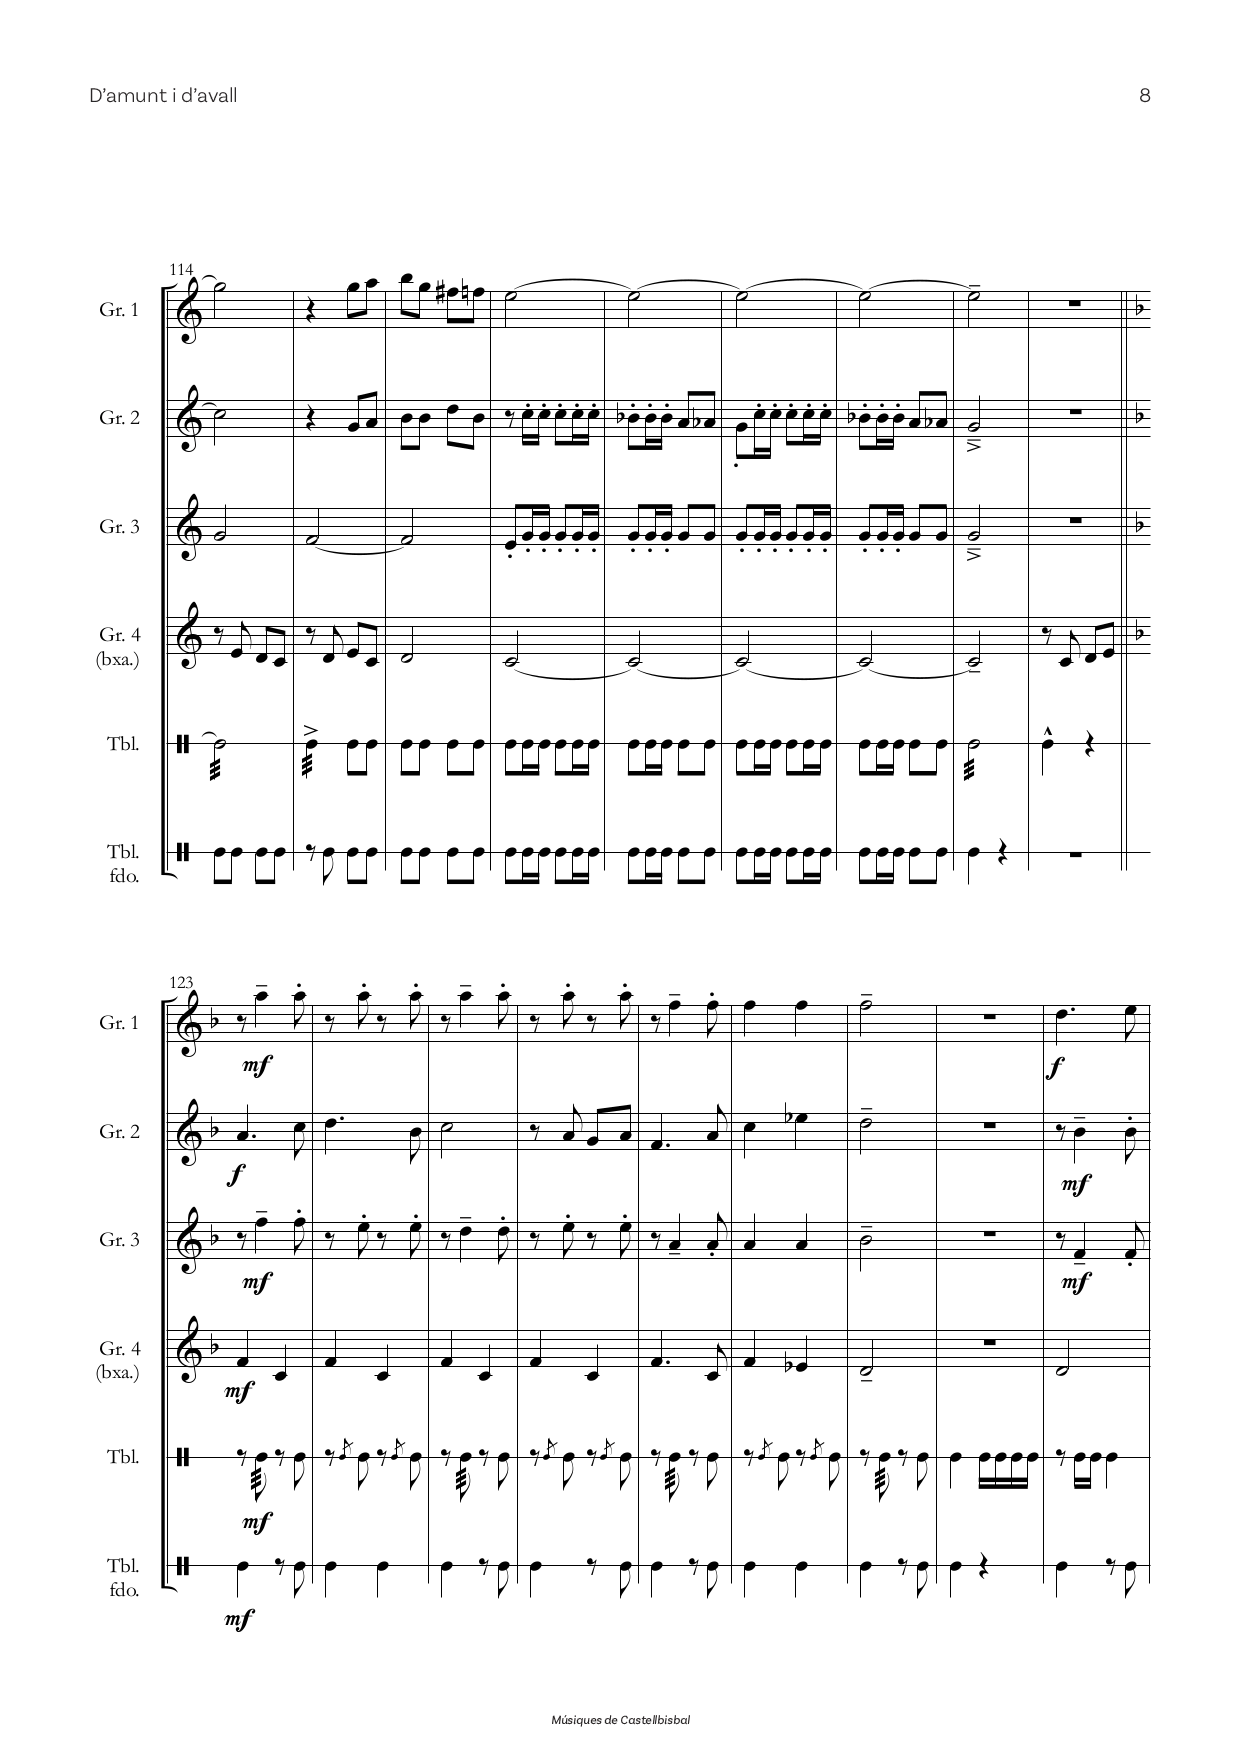 D’amunt i d’avall 8
114
Gr. 1
Gr. 2
Gr. 3
Gr. 4
(bxa.)
Tbl.
Tbl.
fdo.
123
Gr. 1
mf f
Gr. 2
f mf
Gr. 3
mf mf
Gr. 4
(bxa.)
mf
Tbl.
mf
Tbl.
fdo.
mf
Músiques de Castellbisbal